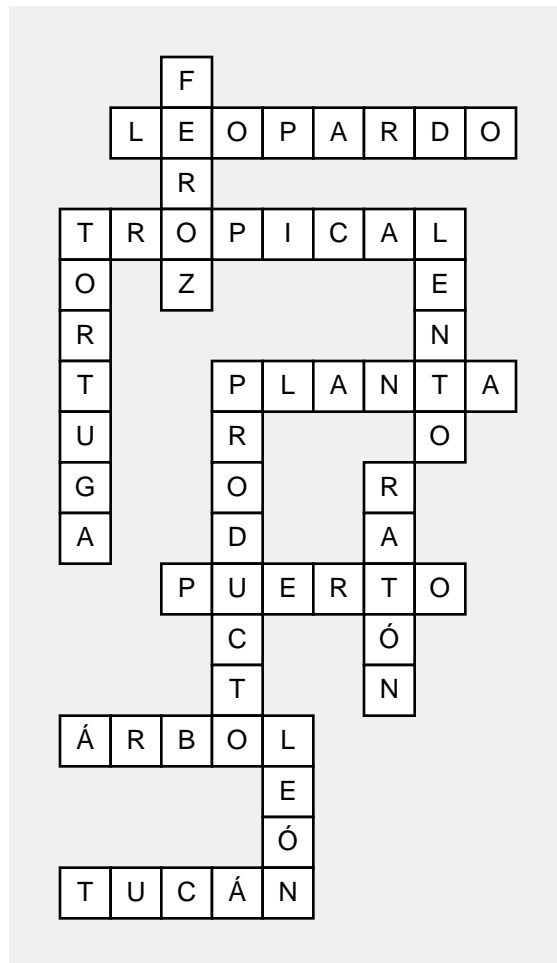 F
LEOPARDO
R
TROPICAL
O Z E
R N
T PLANTA
U R O
G O R
A D A
PUERTO
C Ó
T N
ÁRBOL
E
Ó
TUCÁN